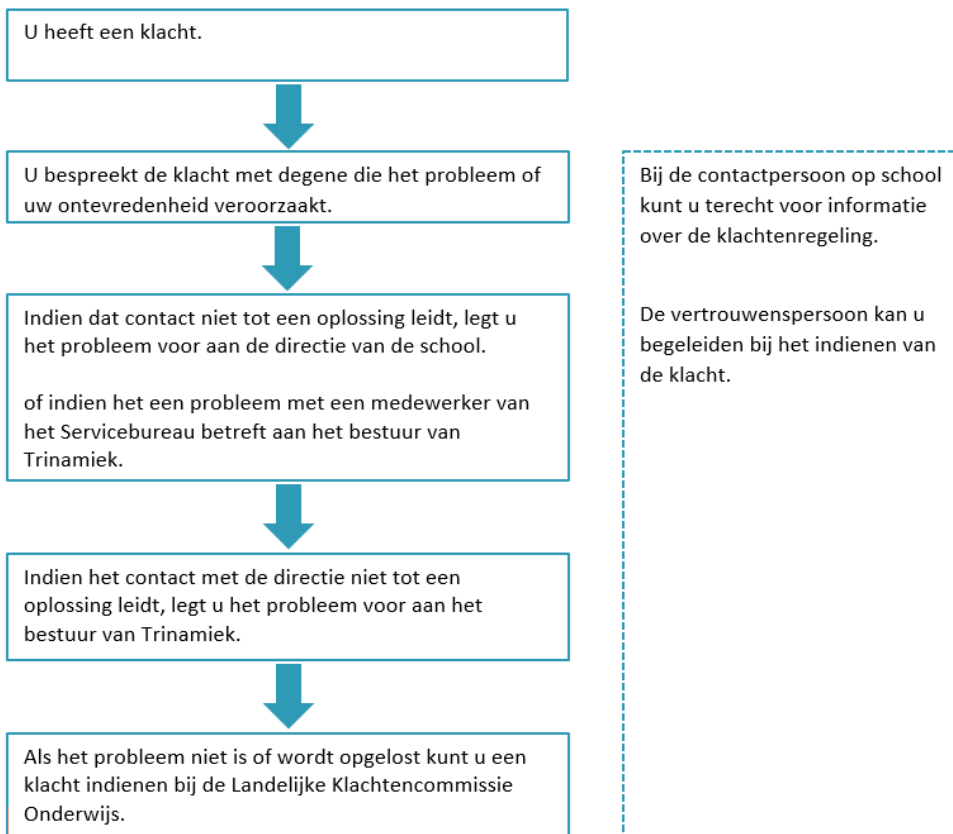 U heeft een klacht.
U bespreekt de klacht met degene die het probleem of
uw ontevredenheid veroorzaakt.
Indien dat contact niet tot een oplossing leidt, legt u
het probleem voor aan de directie van de school.
of indien het een probleem met een medewerker van
het Servicebureau betreft aan het bestuur van
Trinamiek.
Indien het contact met de directie niet tot een
oplossing leidt, legt u het probleem voor aan het
bestuur van Trinamiek.
Als het probleem niet is of wordt opgelost kunt u een
klacht indienen bij de Landelijke Klachtencommissie
Onderwijs.
Bij de contactpersoon op school
kunt u terecht voor informatie
over de klachtenregeling.
De vertrouwenspersoon kan u
begeleiden bij het indienen van
de klacht.